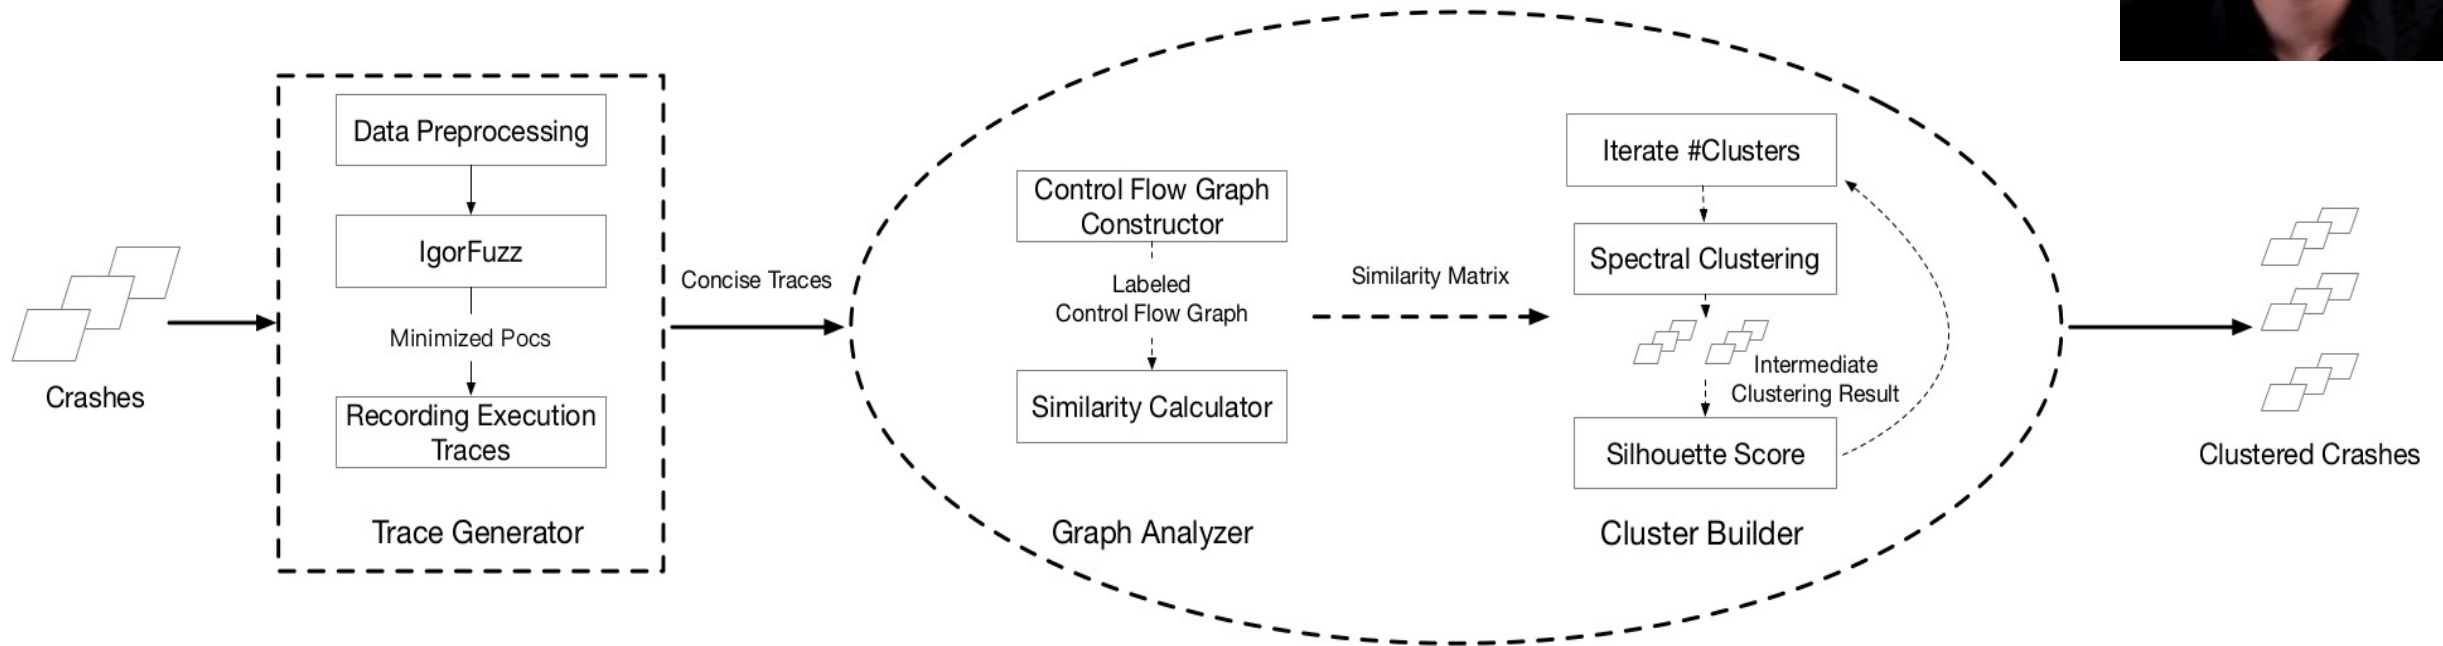 Crashes
Data Preprocessing
IgorFuzz
Minimized Pocs
Recording Execution
Traces
Trace Generator
Concise Traces
Control Flow Graph
Constructor
Labeled
Control Flow Graph
Similarity Calculator
Graph Analyzer
Similarity Matrix
Iterate #Clusters
Spectral Clustering
Intermediate
Clustering Result
Silhouette Score
Cluster Builder
Clustered Crashes